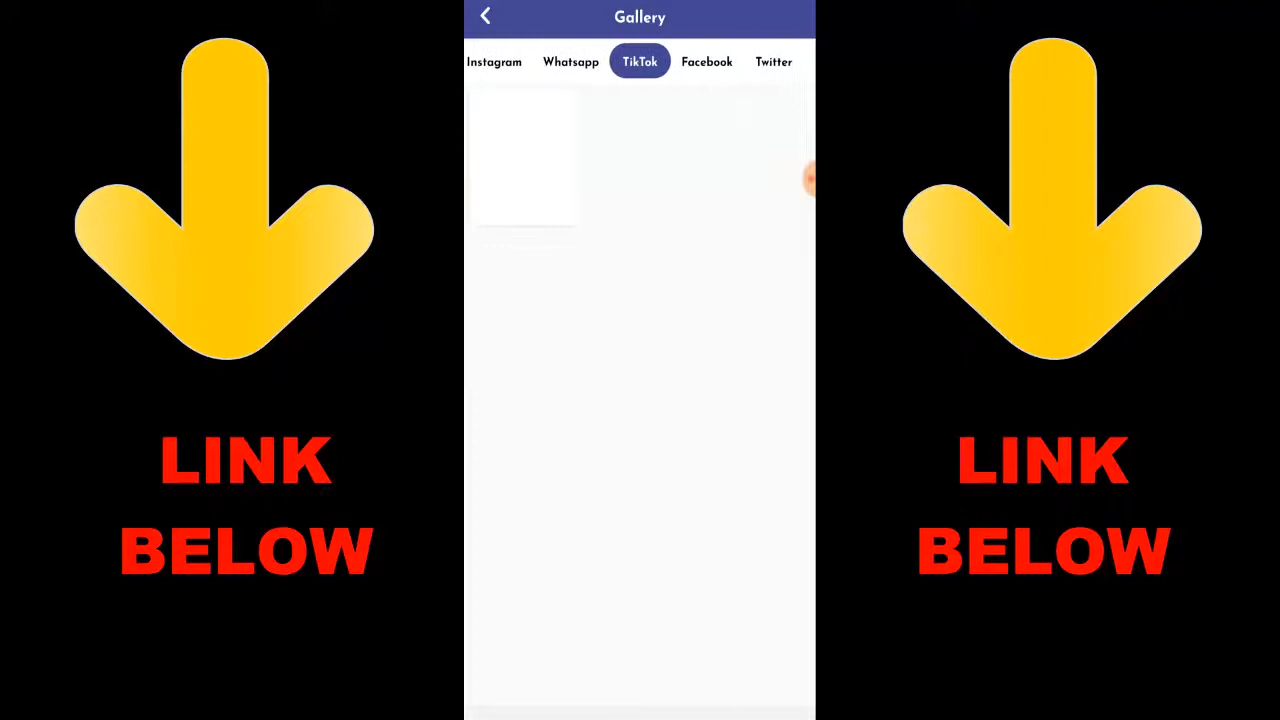 Gallery
Instagram Whatsapp TikTok Facebook Twitter
LINK
BELOW
LINK
BELOW